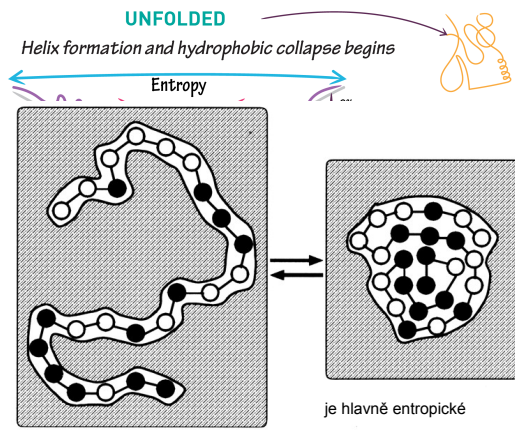 UNFOLDED
Helix formation and hydrophobic collapse begins
Entropy
je hlavně entropické